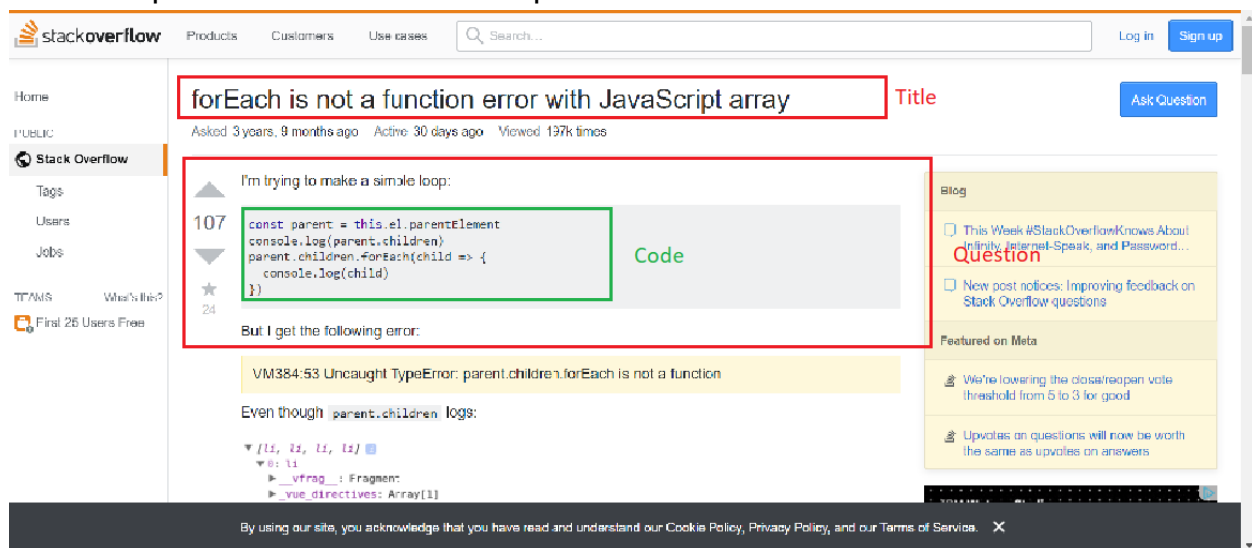 stackoverflow Products Customers Use cases Search... Log in Sign up
Home
PUBLIC
Stack Overflow
Tags
Users
Jobs
TEAMS What's this?
First 25 Users Free
forEach is not a function error with JavaScript array
Title
Ask Question
Asked 3 years, 9 months ago Active 30 days ago Viewed 197k times
107
24
I'm trying to make a simple loop:
const parent = this.el.parentElement
console.log(parent.children)
parent.children.forEach(child => {
console.log(child)
})
Code
Question
But I get the following error:
VM384:53 Uncaught TypeError: parent.children.forEach is not a function
Even though parent.children logs:
[li, li, li, li]
0: li
__vfrag__: Fragment
_vue_directives: Array[1]
Blog
This Week #StackOverflowKnows About
Infinity, Internet-Speak, and Password...
New post notices: Improving feedback on
Stack Overflow questions
Featured on Meta
We're lowering the close/reopen vote
threshold from 5 to 3 for good
Upvotes on questions will now be worth
the same as upvotes on answers
By using our site, you acknowledge that you have read and understand our Cookie Policy, Privacy Policy, and our Terms of Service.